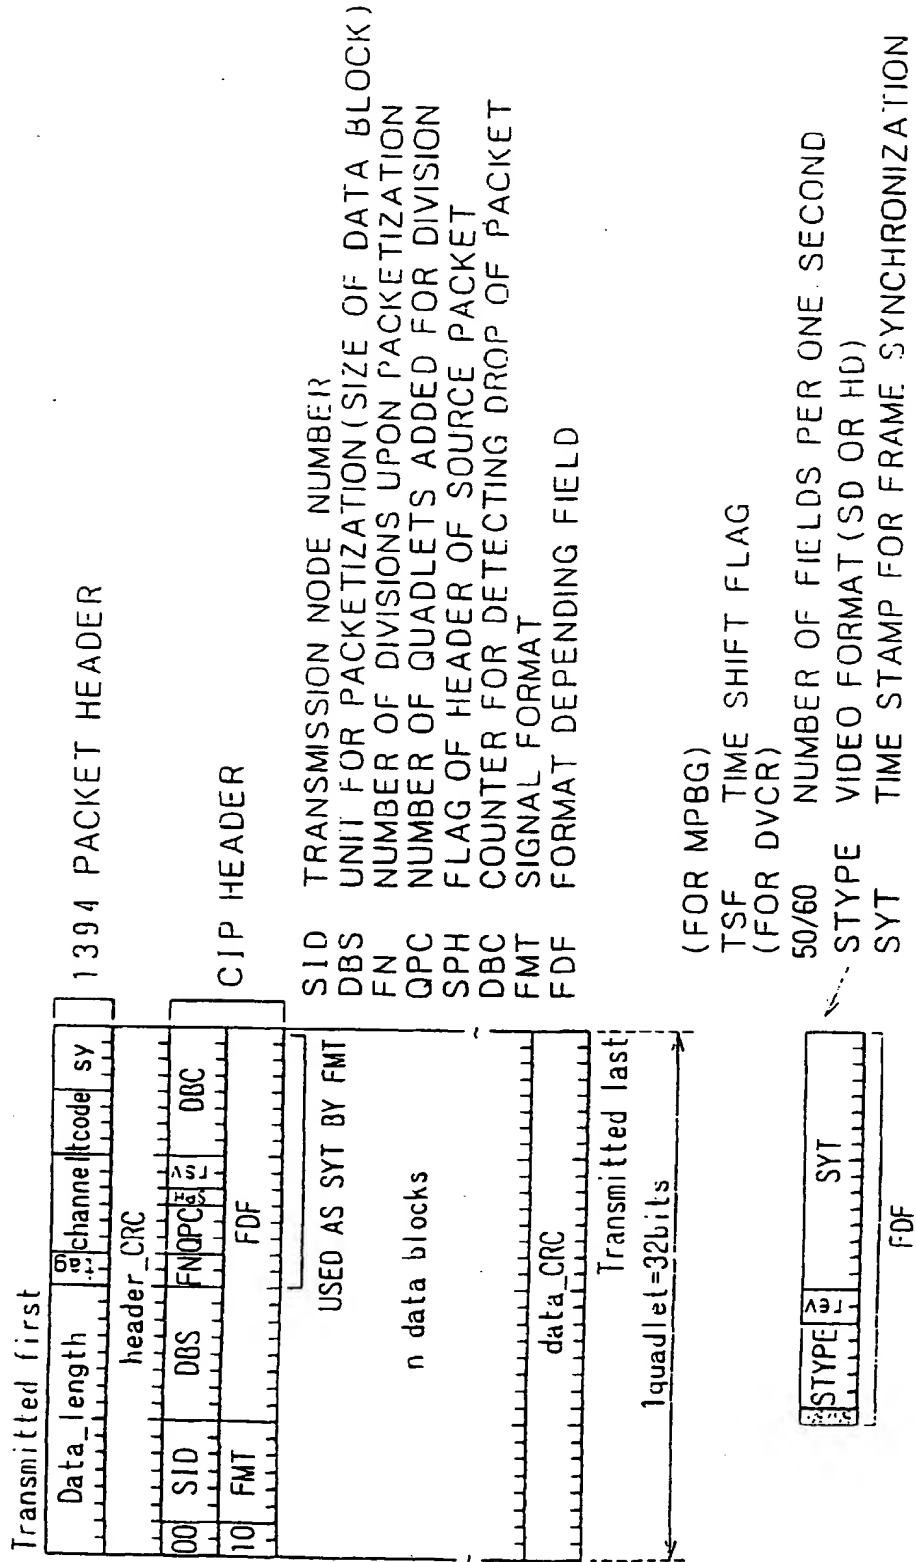 Transmitted first
Data_length tag channel tcode sy
header_CRC
1394 PACKET HEADER
00 SID DBS FN QPC SPH rsv DBC
10 FMT FDF
CIP HEADER
USED AS SYT BY FMT
n data blocks
data_CRC
Transmitted last
1quadlet=32bits
SID TRANSMISSION NODE NUMBER
DBS UNIT FOR PACKETIZATION (SIZE OF DATA BLOCK)
FN NUMBER OF DIVISIONS UPON PACKETIZATION
QPC NUMBER OF QUADLETS ADDED FOR DIVISION
SPH FLAG OF HEADER OF SOURCE PACKET
DBC COUNTER FOR DETECTING DROP OF PACKET
FMT SIGNAL FORMAT
FDF FORMAT DEPENDING FIELD
(FOR MPBG)
TSF TIME SHIFT FLAG
(FOR DVCR)
50/60 NUMBER OF FIELDS PER ONE SECOND
STYPE VIDEO FORMAT (SD OR HD)
SYT TIME STAMP FOR FRAME SYNCHRONIZATION
STYPE rev SYT
FDF